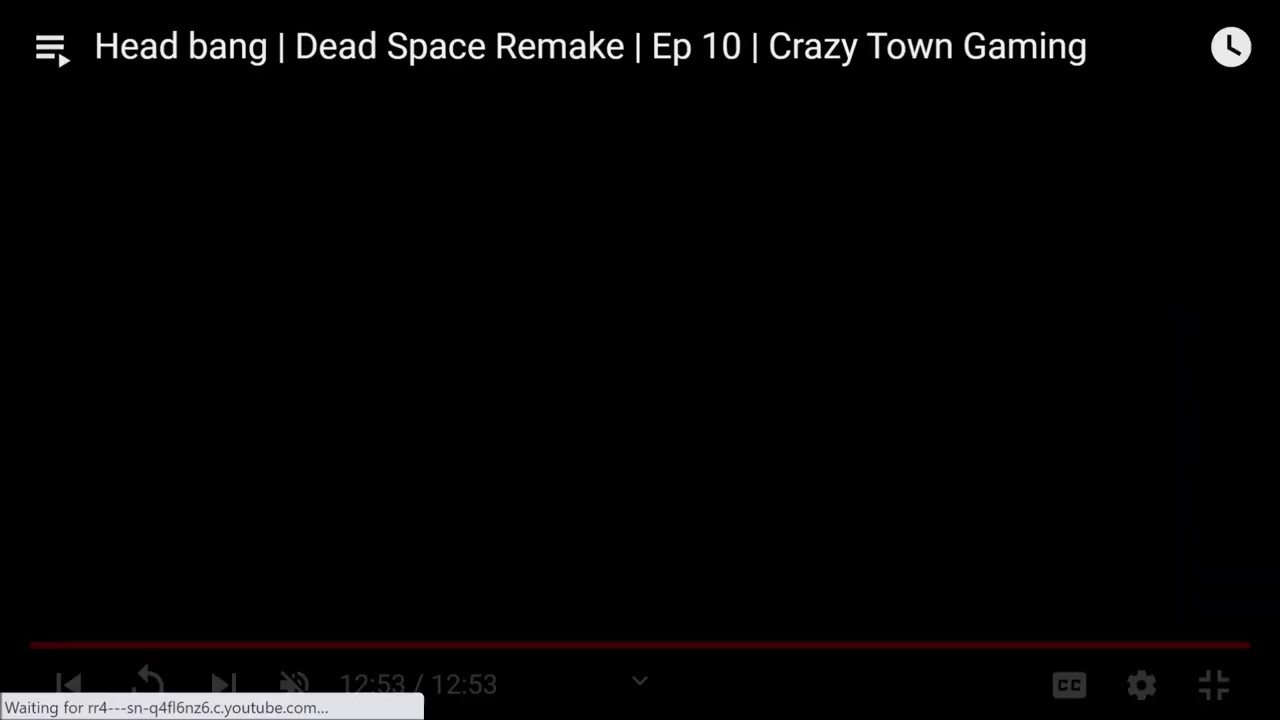 Head bang | Dead Space Remake | Ep 10 | Crazy Town Gaming
12:53 / 12:53
CC
Waiting for rr4---sn-q4fl6nz6.c.youtube.com...